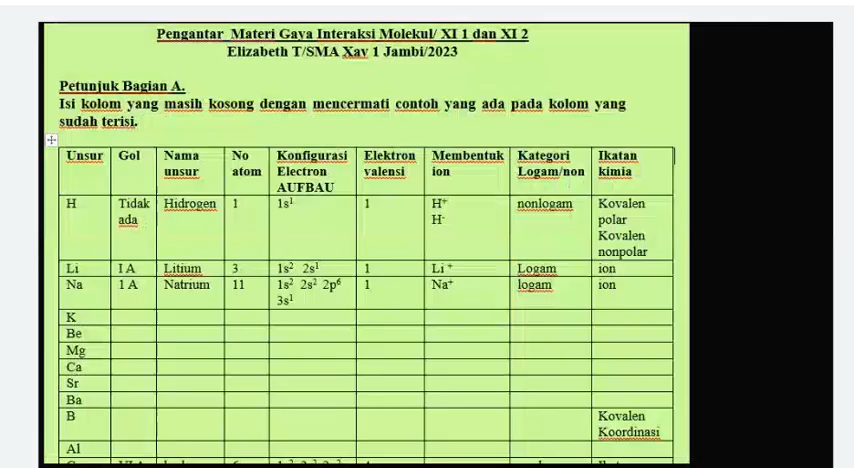 Pengantar Materi Gaya Interaksi Molekul/ XI 1 dan XI 2
Elizabeth T/SMA Xav 1 Jambi/2023
Petunjuk Bagian A.
Isi kolom yang masih kosong dengan mencermati contoh yang ada pada kolom yang
sudah terisi.
Unsur Gol Nama unsur No atom Konfigurasi Electron AUFBAU Elektron valensi Membentuk ion Kategori Logam/non Ikatan kimia
H Tidak ada Hidrogen 1 1s¹ 1 H⁺ H⁻ nonlogam Kovalen polar Kovalen nonpolar
Li I A Litium 3 1s² 2s¹ 1 Li ⁺ Logam ion
Na 1 A Natrium 11 1s² 2s² 2p⁶ 3s¹ 1 Na⁺ logam ion
K
Be
Mg
Ca
Sr
Ba
B Kovalen Koordinasi
Al